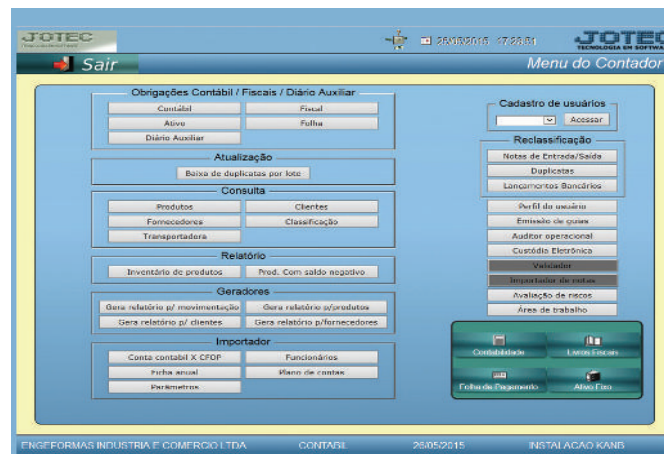 JOTEC
26/05/2015 17:28:51
JOTEC
TECNOLOGIA EM SOFTWARE
Sair
Menu do Contador
Obrigações Contábil / Fiscais / Diário Auxiliar
Contábil
Fiscal
Ativo
Folha
Diário Auxiliar
Atualização
Baixa de duplicatas por lote
Consulta
Produtos
Clientes
Fornecedores
Classificação
Transportadora
Relatório
Inventário de produtos
Prod. Com saldo negativo
Geradores
Gera relatório p/ movimentação
Gera relatório p/produtos
Gera relatório p/ clientes
Gera relatório p/fornecedores
Importador
Conta contabil X CFOP
Funcionários
Ficha anual
Plano de contas
Parâmetros
Cadastro de usuários
Acessar
Reclassificação
Notas de Entrada/Saída
Duplicatas
Lançamentos Bancários
Perfil do usuário
Emissão de guias
Auditor operacional
Custódia Eletrônica
Validador
Importador de notas
Avaliação de riscos
Área de trabalho
Contabilidade
Livros Fiscais
Folha de Pagamento
Ativo Fixo
ENGEFORMAS INDUSTRIA E COMERCIO LTDA
CONTABIL
26/05/2015
INSTALACAO KANB